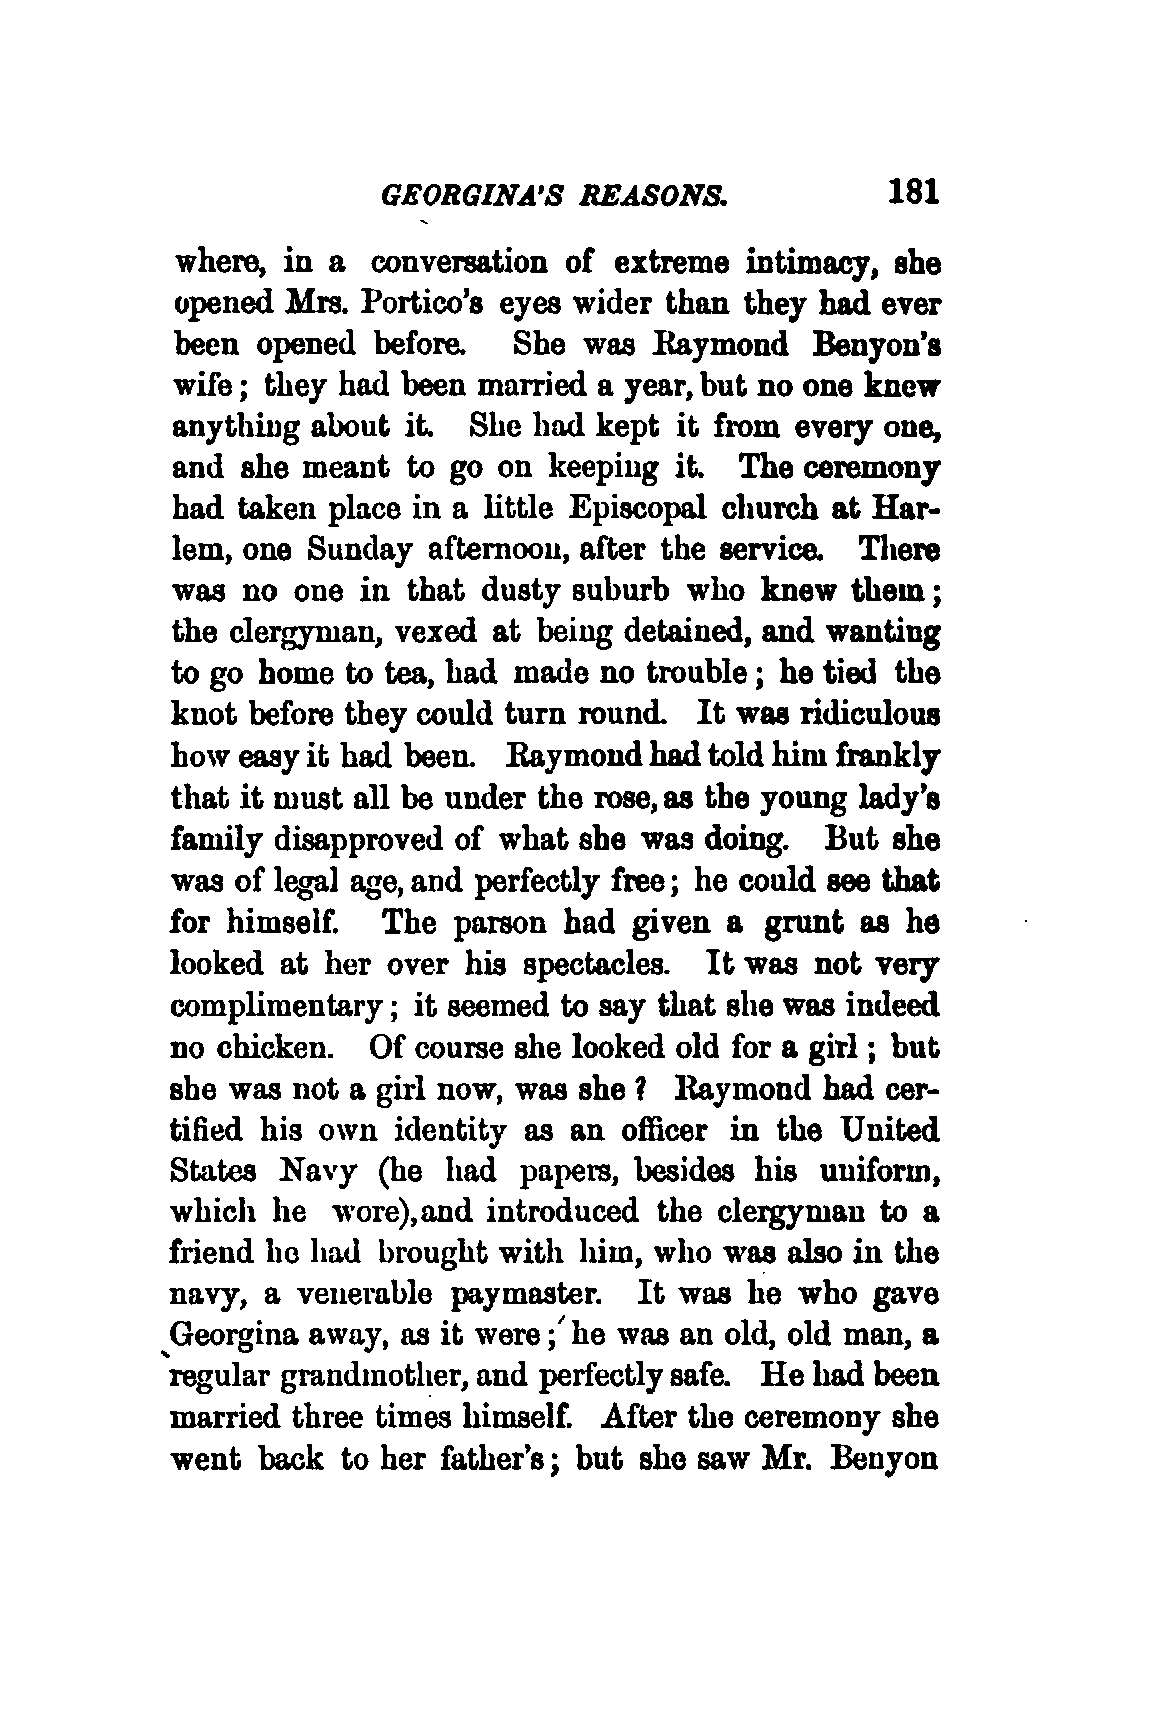 GEORGINA'S REASONS. 181
where, in a conversation of extreme intimacy, she
opened Mrs. Portico's eyes wider than they had ever
been opened before. She was Raymond Benyon's
wife; they had been married a year, but no one knew
anything about it. She had kept it from every one,
and she meant to go on keeping it. The ceremony
had taken place in a little Episcopal church at Har-
lem, one Sunday afternoon, after the service. There
was no one in that dusty suburb who knew them;
the clergyman, vexed at being detained, and wanting
to go home to tea, had made no trouble; he tied the
knot before they could turn round. It was ridiculous
how easy it had been. Raymond had told him frankly
that it must all be under the rose, as the young lady's
family disapproved of what she was doing. But she
was of legal age, and perfectly free; he could see that
for himself. The parson had given a grunt as he
looked at her over his spectacles. It was not very
complimentary; it seemed to say that she was indeed
no chicken. Of course she looked old for a girl; but
she was not a girl now, was she? Raymond had cer-
tified his own identity as an officer in the United
States Navy (he had papers, besides his uniform,
which he wore), and introduced the clergyman to a
friend he had brought with him, who was also in the
navy, a venerable paymaster. It was he who gave
Georgina away, as it were; he was an old, old man, a
regular grandmother, and perfectly safe. He had been
married three times himself. After the ceremony she
went back to her father's; but she saw Mr. Benyon